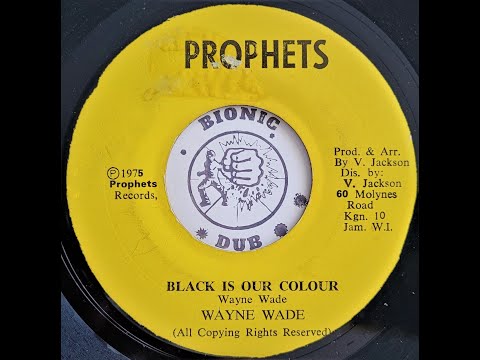 PROPHETS
BIONIC
DUB
℗ 1975
Prophets
Records,
Prod. & Arr.
By V. Jackson
Dis. by:
V. Jackson
60 Molynes
Road
Kgn. 10
Jam. W.I.
BLACK IS OUR COLOUR
Wayne Wade
WAYNE WADE
(All Copying Rights Reserved)